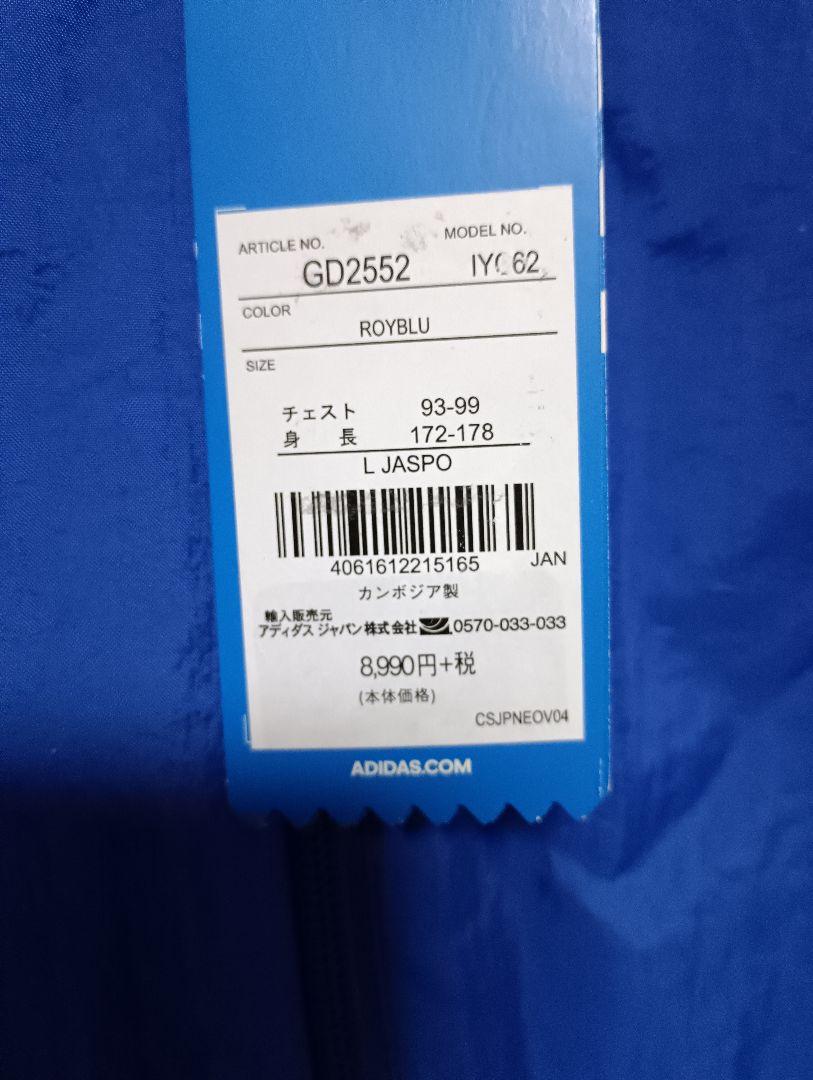 ARTICLE NO.
MODEL NO.
GD2552
COLOR
ROYBLU
SIZE
チェスト 93-99
身 長 172-178
L JASPO
4061612215165 JAN
カンボジア製
輸入販売元
アディダス ジャパン株式会社 0570-033-033
8,990円+税
(本体価格)
CSJPNEOV04
ADIDAS.COM